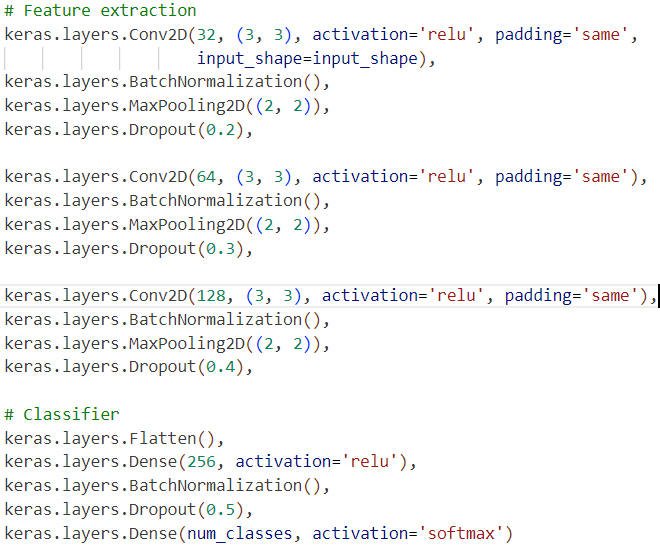 # Feature extraction
keras.layers.Conv2D(32, (3, 3), activation='relu', padding='same',
                    input_shape=input_shape),
keras.layers.BatchNormalization(),
keras.layers.MaxPooling2D((2, 2)),
keras.layers.Dropout(0.2),

keras.layers.Conv2D(64, (3, 3), activation='relu', padding='same'),
keras.layers.BatchNormalization(),
keras.layers.MaxPooling2D((2, 2)),
keras.layers.Dropout(0.3),

keras.layers.Conv2D(128, (3, 3), activation='relu', padding='same'),
keras.layers.BatchNormalization(),
keras.layers.MaxPooling2D((2, 2)),
keras.layers.Dropout(0.4),

# Classifier
keras.layers.Flatten(),
keras.layers.Dense(256, activation='relu'),
keras.layers.BatchNormalization(),
keras.layers.Dropout(0.5),
keras.layers.Dense(num_classes, activation='softmax')